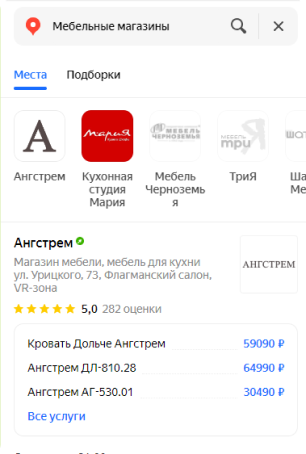 Мебельные магазины
Места Подборки
А Мария МЕБЕЛЬ ЧЕРНОЗЕМЬЯ МЕБЕЛЬ ТРИЯ
Ангстрем Кухонная студия Мария Мебель Черноземья ТриЯ Ша
Ме
Ангстрем
Магазин мебели, мебель для кухни
ул. Урицкого, 73, Флагманский салон,
VR-зона
АНГСТРЕМ
5,0 282 оценки
Кровать Дольче Ангстрем 59090 ₽
Ангстрем ДЛ-810.28 64990 ₽
Ангстрем АГ-530.01 30490 ₽
Все услуги